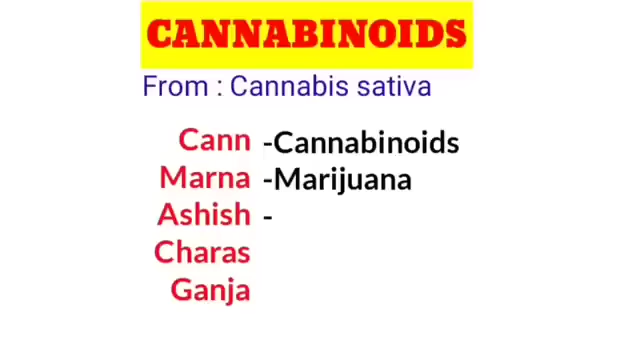 CANNABINOIDS
From : Cannabis sativa
Cann -Cannabinoids
Marna -Marijuana
Ashish -
Charas
Ganja